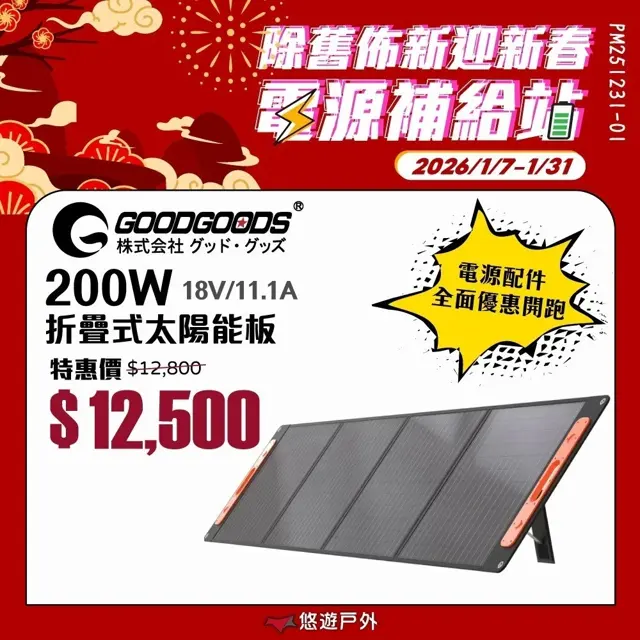 除舊佈新迎新春
電源補給站
2026/1/7-1/31
PM251231-01
GOODGOODS®
株式会社 グッド・グッズ
200W 18V/11.1A
折疊式太陽能板
特惠價 $12,800
$12,500
電源配件
全面優惠開跑
悠遊戶外